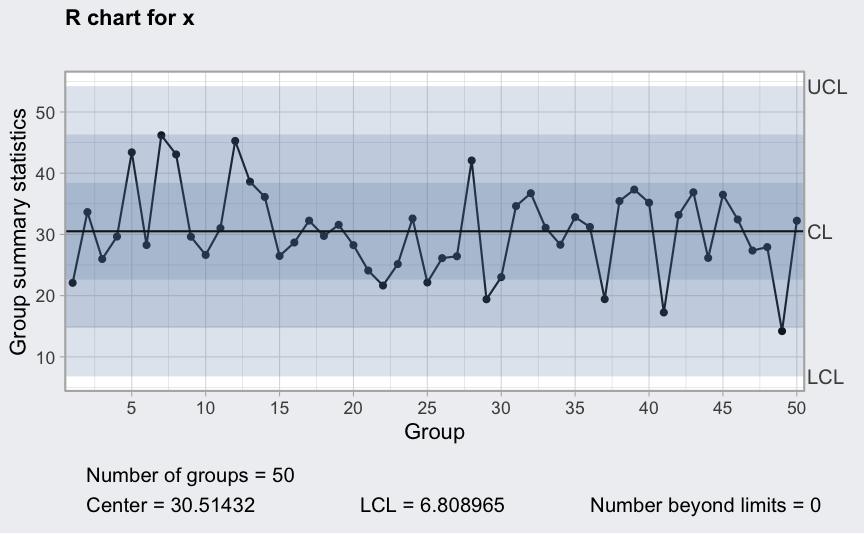 R chart for x
UCL
50
40
Group summary statistics
30
CL
20
10
LCL
5 10 15 20 25 30 35 40 45 50
Group
Number of groups = 50
Center = 30.51432 LCL = 6.808965 Number beyond limits = 0